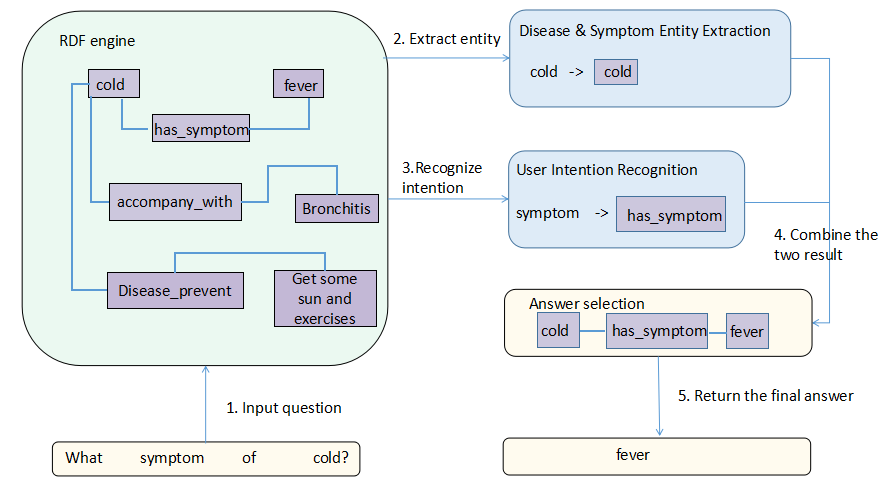 RDF engine
cold
fever
has_symptom
accompany_with
Bronchitis
Disease_prevent
Get some
sun and
exercises
1. Input question
What symptom of cold?
2. Extract entity
Disease & Symptom Entity Extraction
cold -> cold
3.Recognize
intention
User Intention Recognition
symptom -> has_symptom
4. Combine the
two result
Answer selection
cold has_symptom fever
5. Return the final answer
fever